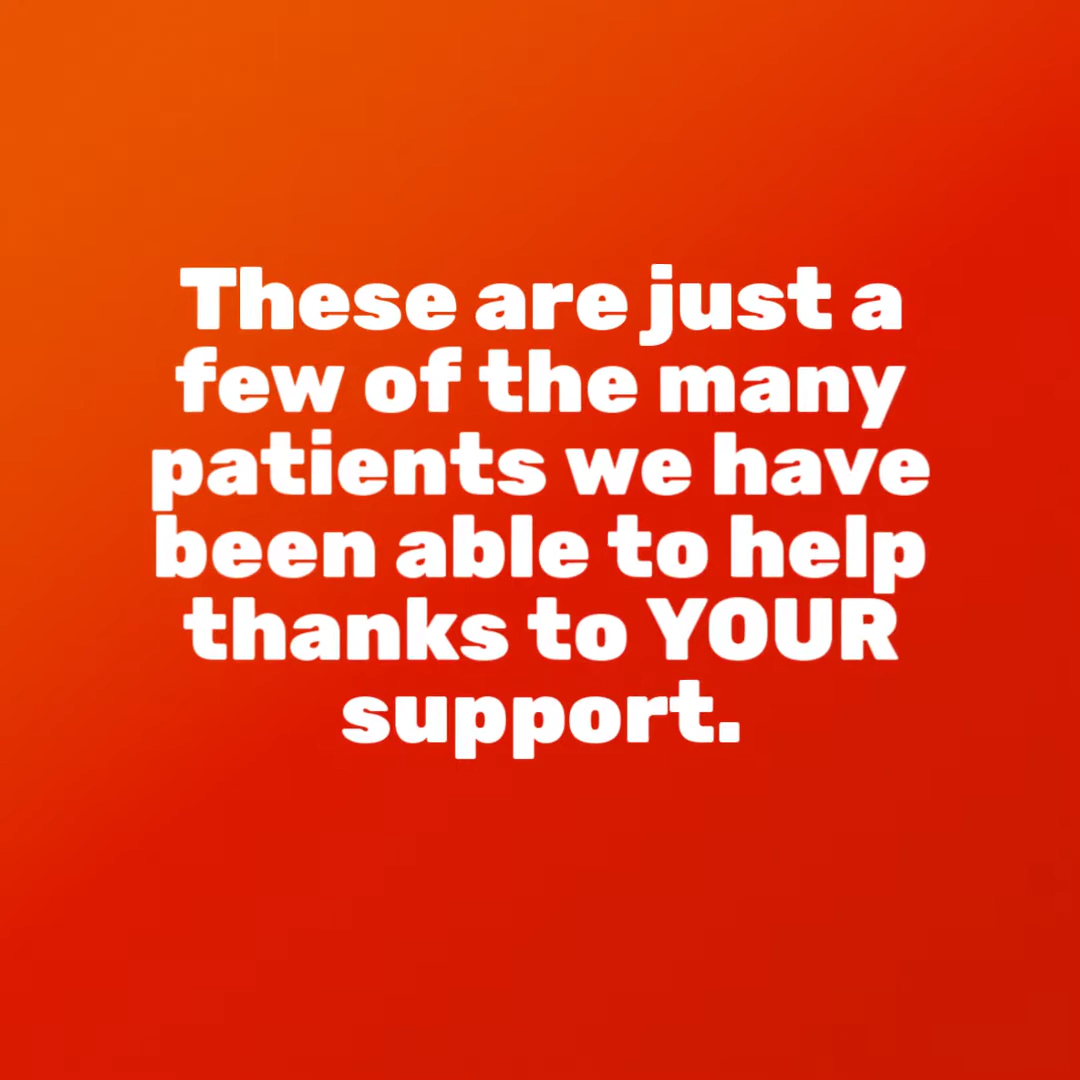 These are just a
few of the many
patients we have
been able to help
thanks to YOUR
support.